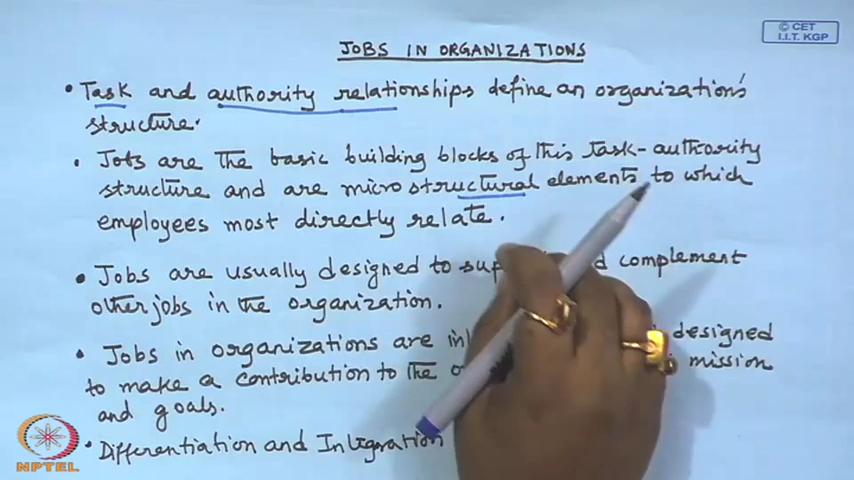 © CET
I.I.T. KGP
JOBS IN ORGANIZATIONS
• Task and authority relationships define an organization's
structure.
• Jobs are the basic building blocks of this task-authority
structure and are micro structural elements to which
employees most directly relate.
• Jobs are usually designed to complement
other jobs in the organization.
• Jobs in organizations are designed
to make a contribution to the mission
and goals.
• Differentiation and Integration
NPTEL